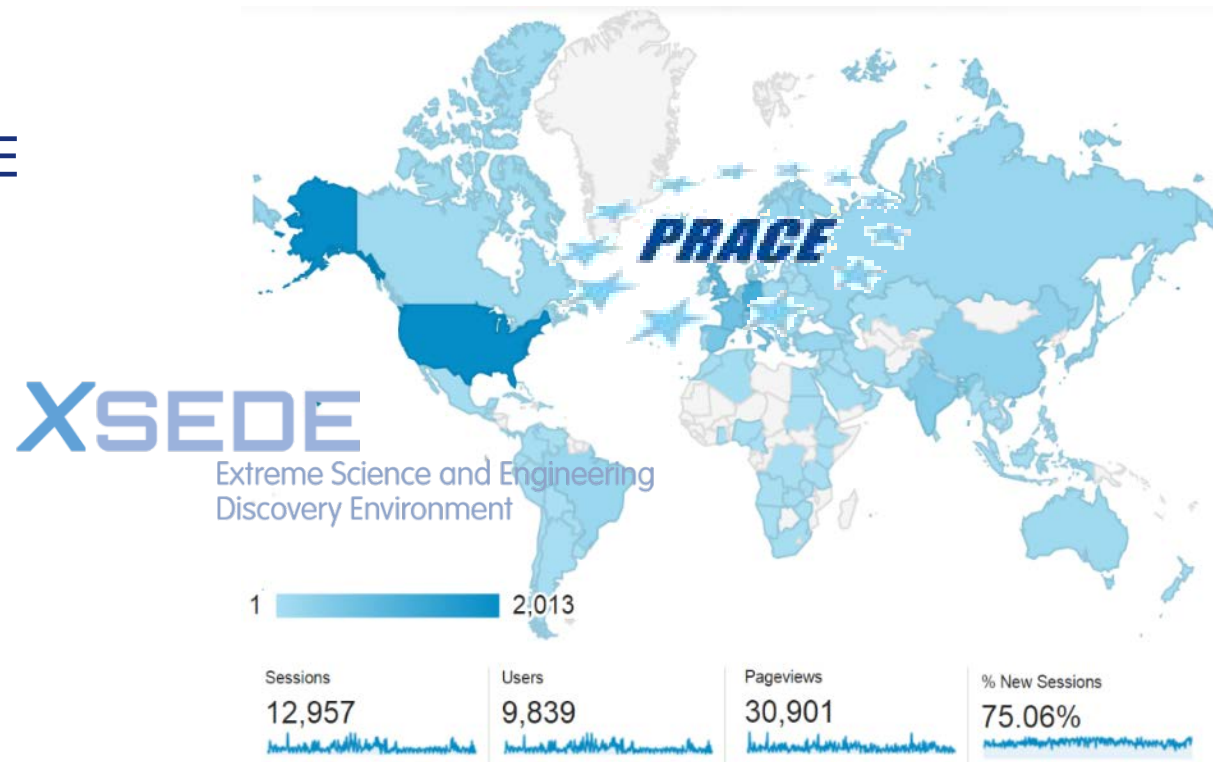 PRACE
XSEDE
Extreme Science and Engineering
Discovery Environment
1 2,013
Sessions
12,957
Users
9,839
Pageviews
30,901
% New Sessions
75.06%